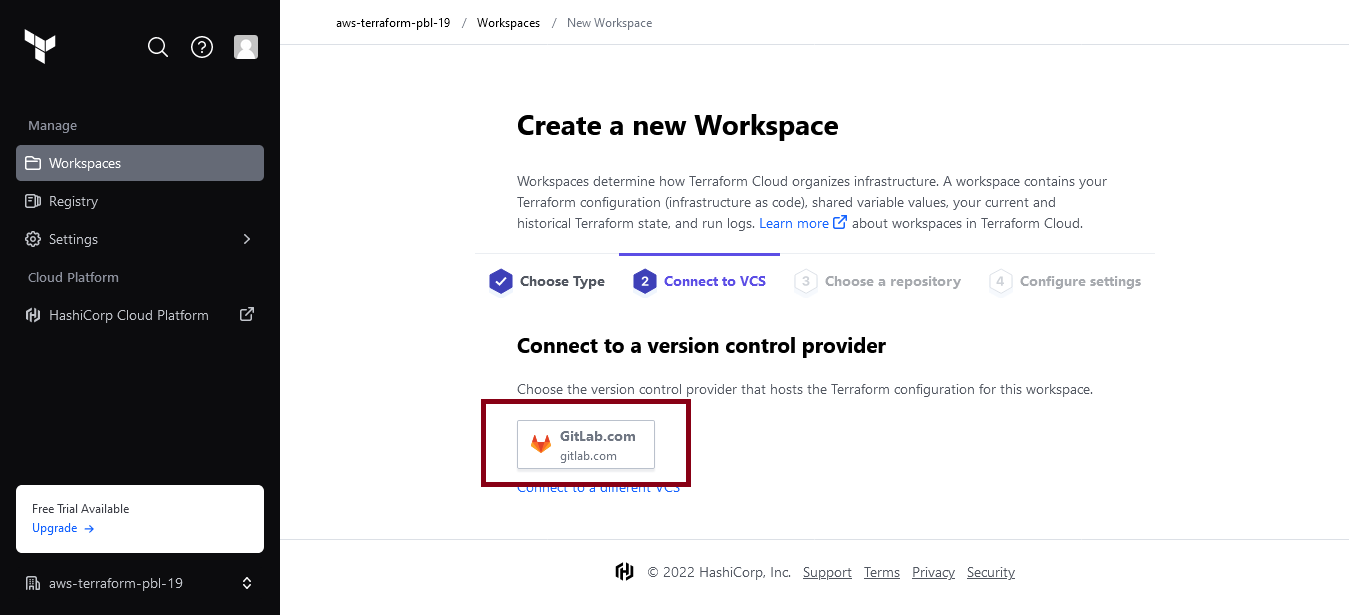 aws-terraform-pbl-19 / Workspaces / New Workspace
Manage
Workspaces
Registry
Settings
Cloud Platform
HashiCorp Cloud Platform
Free Trial Available
Upgrade →
aws-terraform-pbl-19
Create a new Workspace
Workspaces determine how Terraform Cloud organizes infrastructure. A workspace contains your
Terraform configuration (infrastructure as code), shared variable values, your current and
historical Terraform state, and run logs. Learn more about workspaces in Terraform Cloud.
Choose Type
2 Connect to VCS
3 Choose a repository
4 Configure settings
Connect to a version control provider
Choose the version control provider that hosts the Terraform configuration for this workspace.
GitLab.com
gitlab.com
Connect to a different VCS
© 2022 HashiCorp, Inc. Support Terms Privacy Security